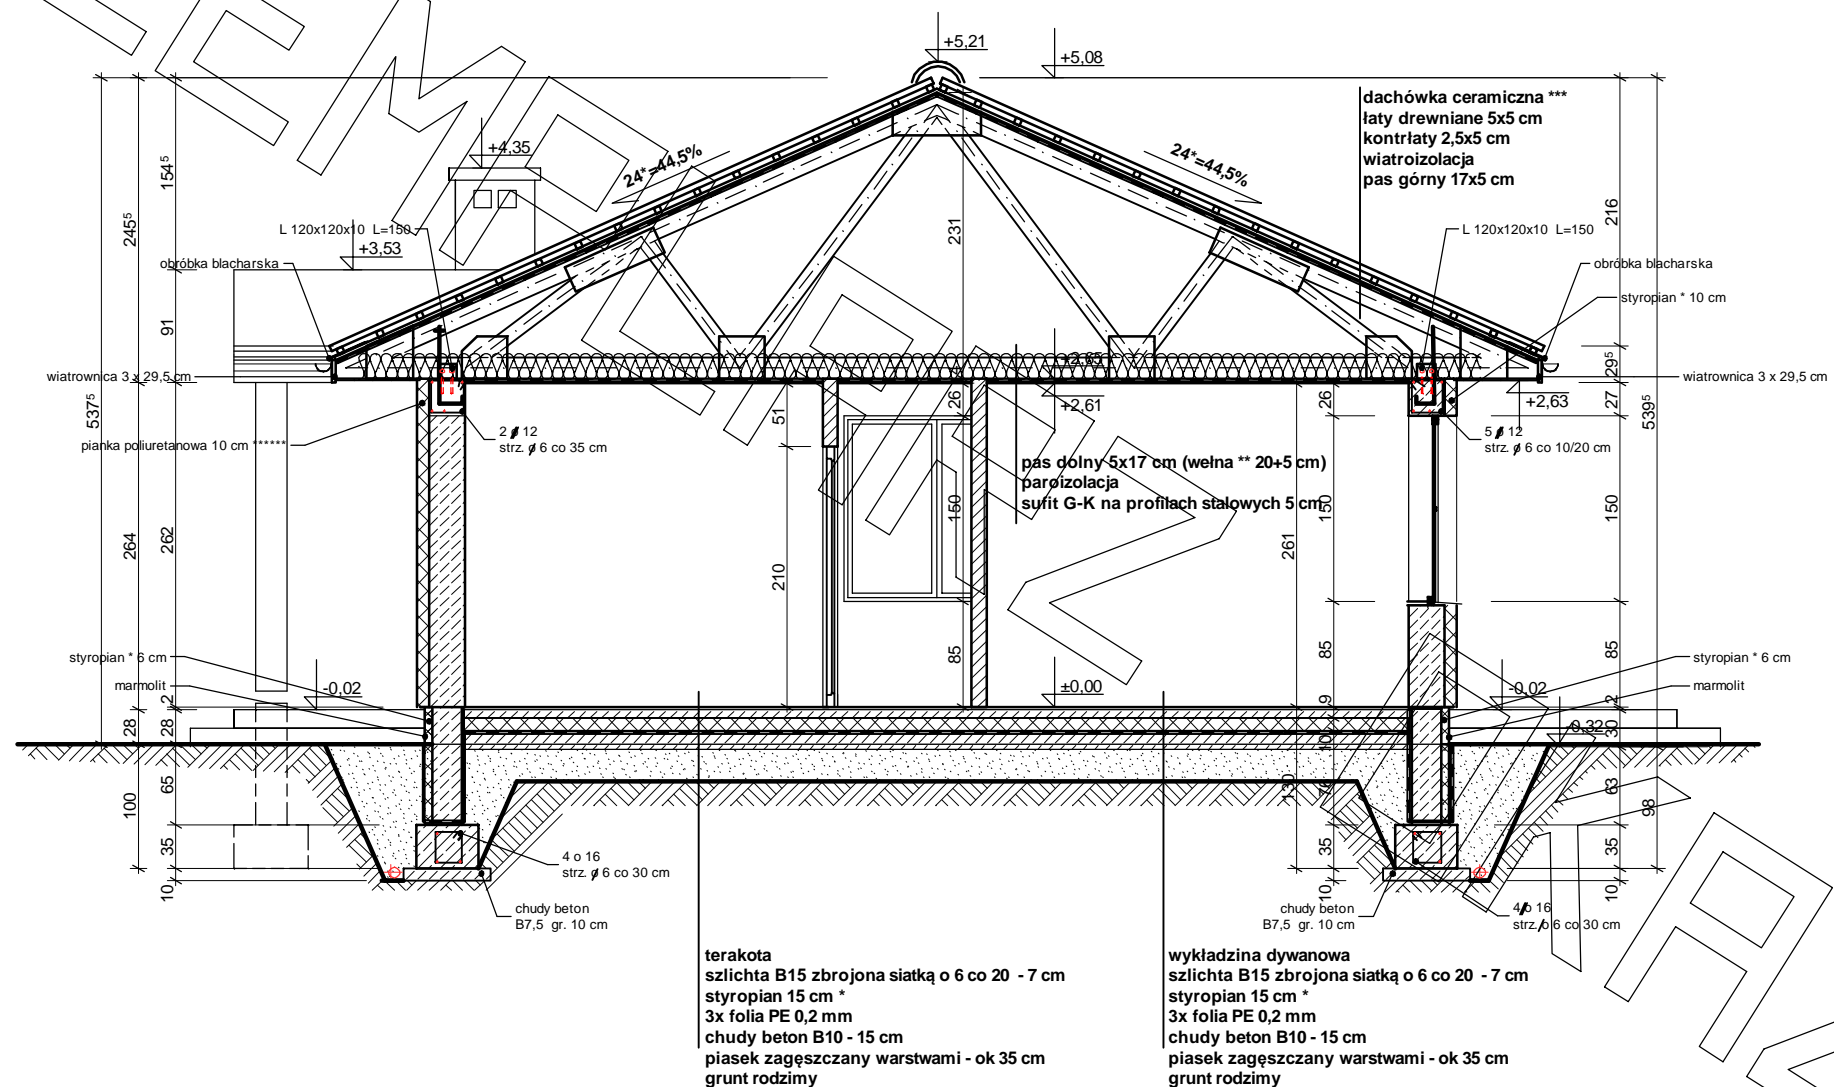 +5,21
+5,08
dachówka ceramiczna ***
łaty drewniane 5x5 cm
kontrłaty 2,5x5 cm
wiatroizolacja
pas górny 17x5 cm
+4,35
24*=44,5%
24*=44,5%
154⁵
245⁵
216
231
L 120x120x10 L=150
+3,53
obróbka blacharska
L 120x120x10 L=150
obróbka blacharska
styropian * 10 cm
91
29⁵
wiatrownica 3 x 29,5 cm
+2,65
wiatrownica 3 x 29,5 cm
537⁵
51
26
+2,61
26
+2,63
27
539⁵
pianka poliuretanowa 10 cm ******
2 ø 12
strz. ø 6 co 35 cm
5 ø 12
strz. ø 6 co 10/20 cm
pas dolny 5x17 cm (wełna ** 20+5 cm)
paroizolacja
sufit G-K na profilach stalowych 5 cm
264
262
210
150
261
150
150
styropian * 6 cm
marmolit
-0,02
85
±0,00
85
85
-0,02
styropian * 6 cm
marmolit
2
9
2
28
28
10
-0,32
30
100
65
130
63
98
35
35
35
10
10
10
4 o 16
strz. ø 6 co 30 cm
chudy beton
B7,5 gr. 10 cm
chudy beton
B7,5 gr. 10 cm
4 o 16
strz. o 6 co 30 cm
terakota
szlichta B15 zbrojona siatką o 6 co 20 - 7 cm
styropian 15 cm *
3x folia PE 0,2 mm
chudy beton B10 - 15 cm
piasek zagęszczany warstwami - ok 35 cm
grunt rodzimy
wykładzina dywanowa
szlichta B15 zbrojona siatką o 6 co 20 - 7 cm
styropian 15 cm *
3x folia PE 0,2 mm
chudy beton B10 - 15 cm
piasek zagęszczany warstwami - ok 35 cm
grunt rodzimy